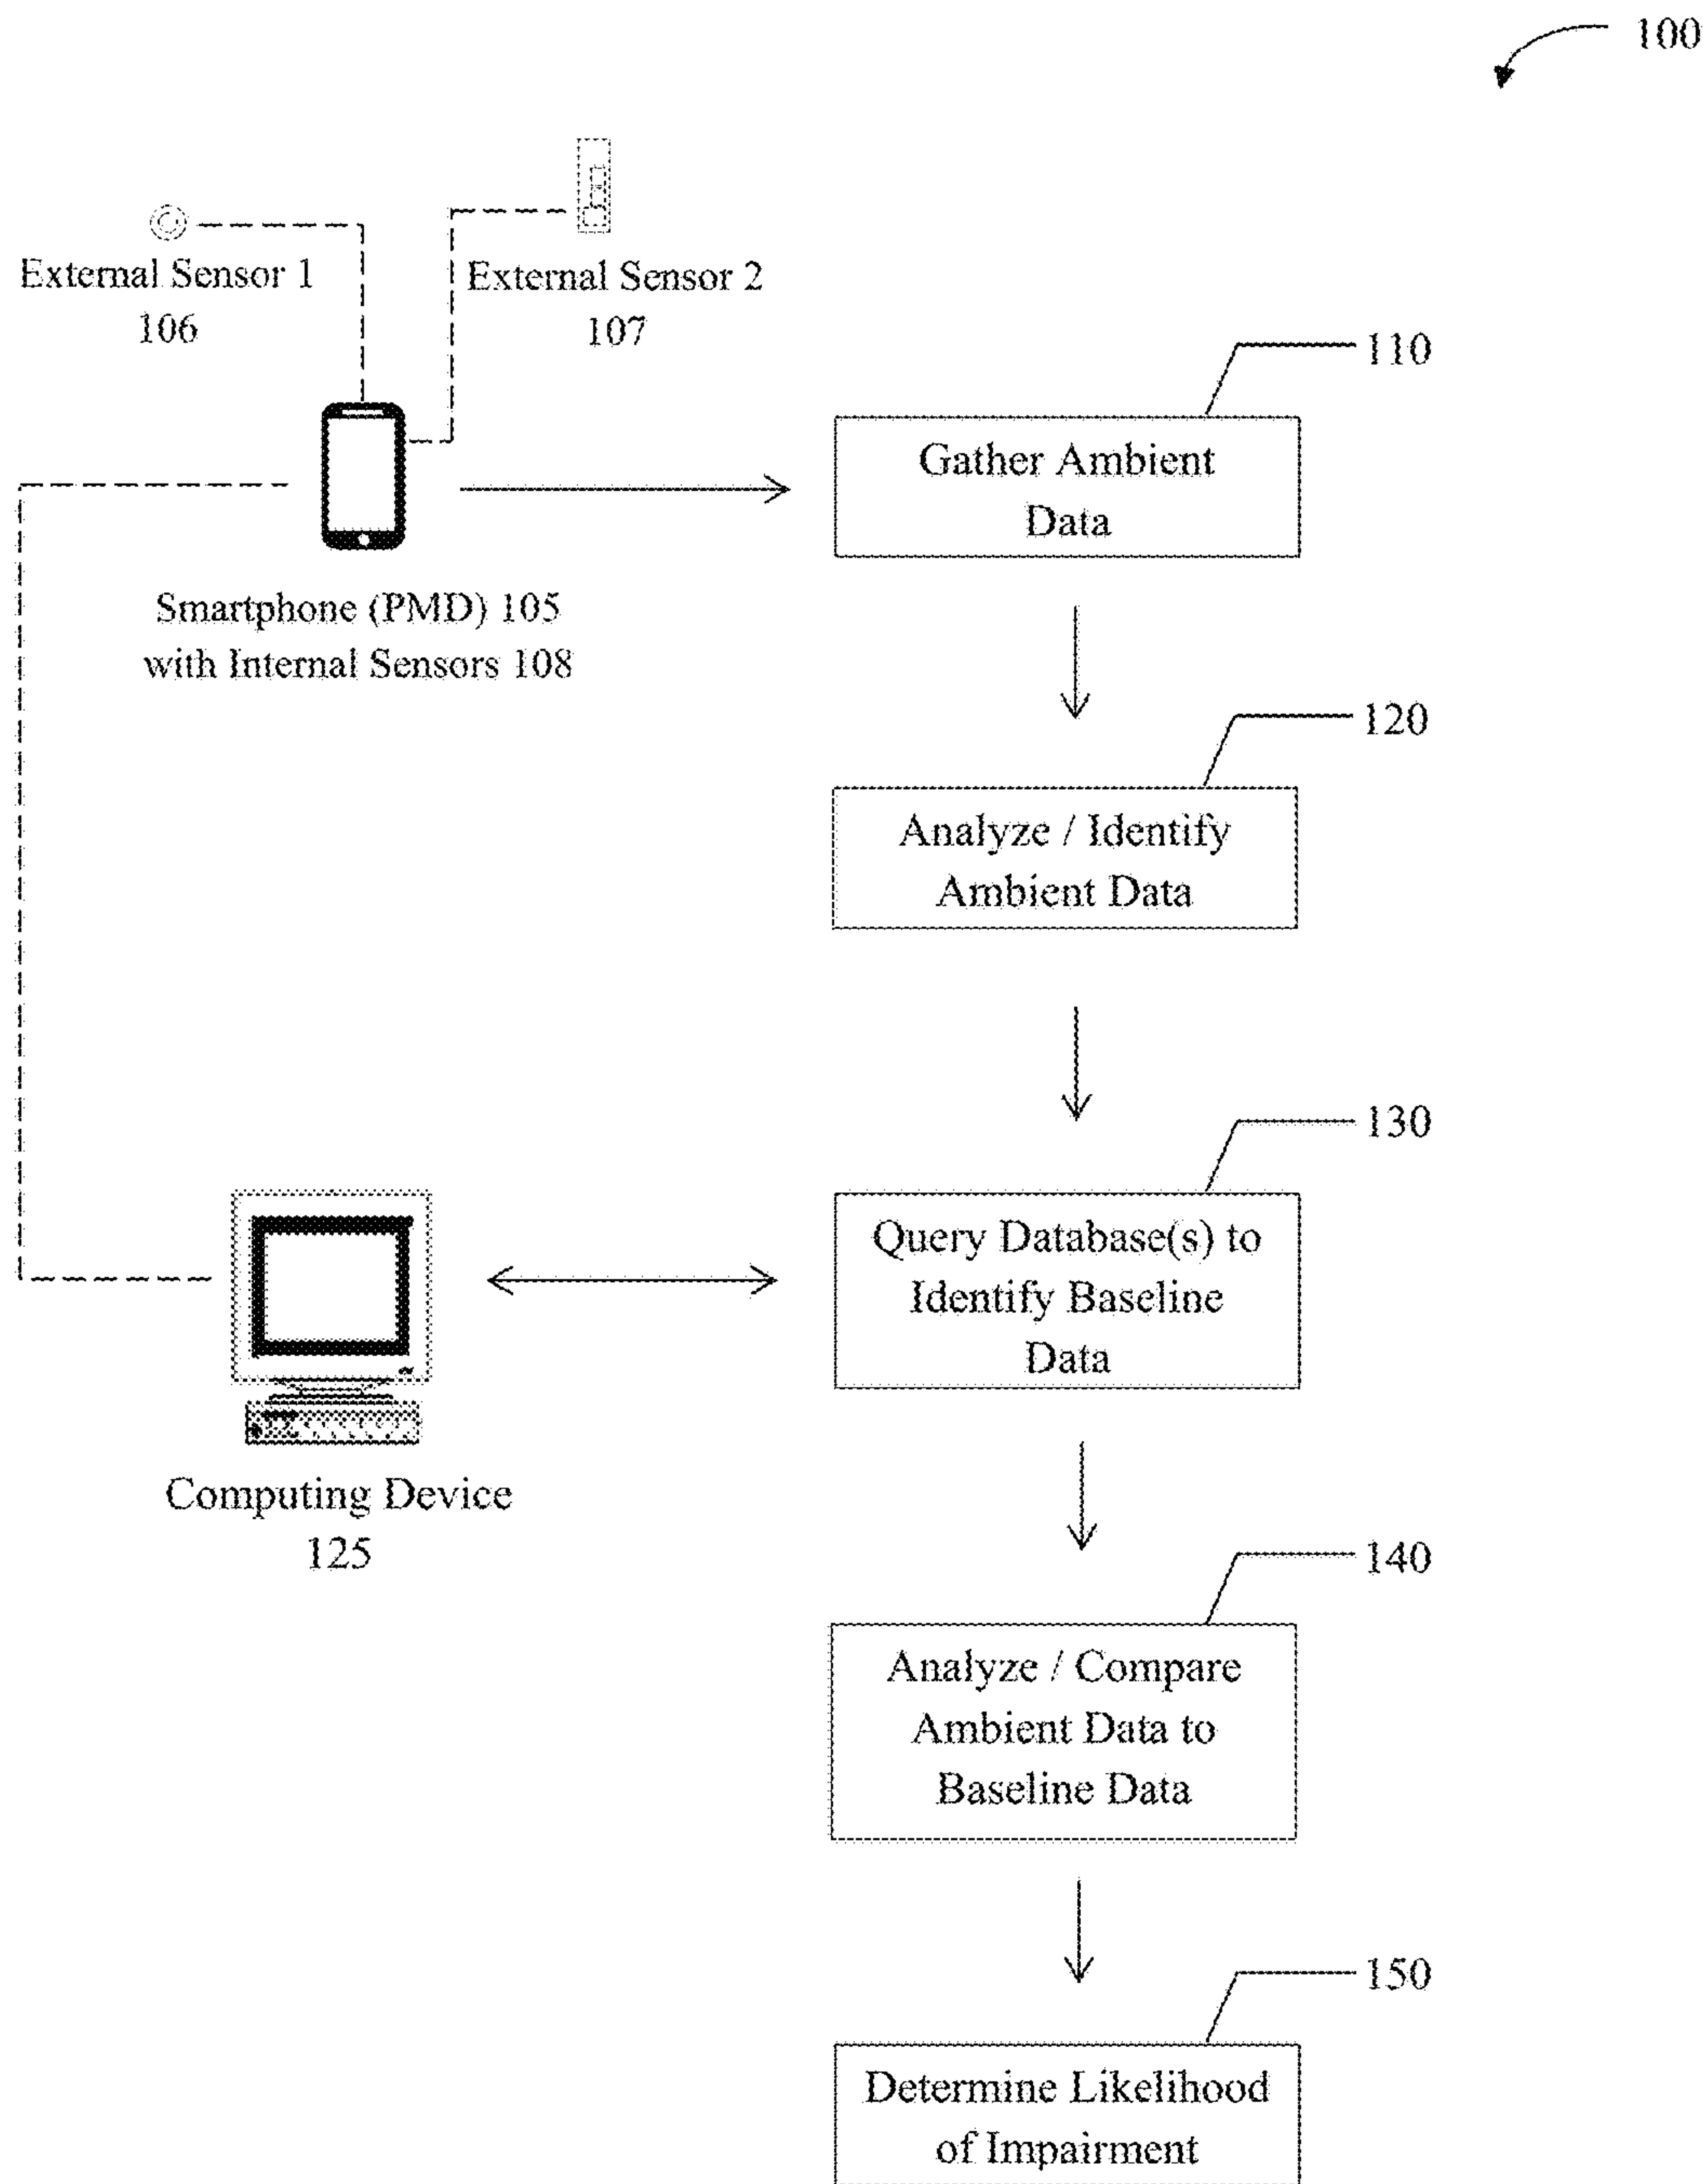 100
External Sensor 1
106
External Sensor 2
107
110
Gather Ambient
Data
Smartphone (PMD) 105
with Internal Sensors 108
120
Analyze / Identify
Ambient Data
130
Query Database(s) to
Identify Baseline
Data
Computing Device
125
140
Analyze / Compare
Ambient Data to
Baseline Data
150
Determine Likelihood
of Impairment